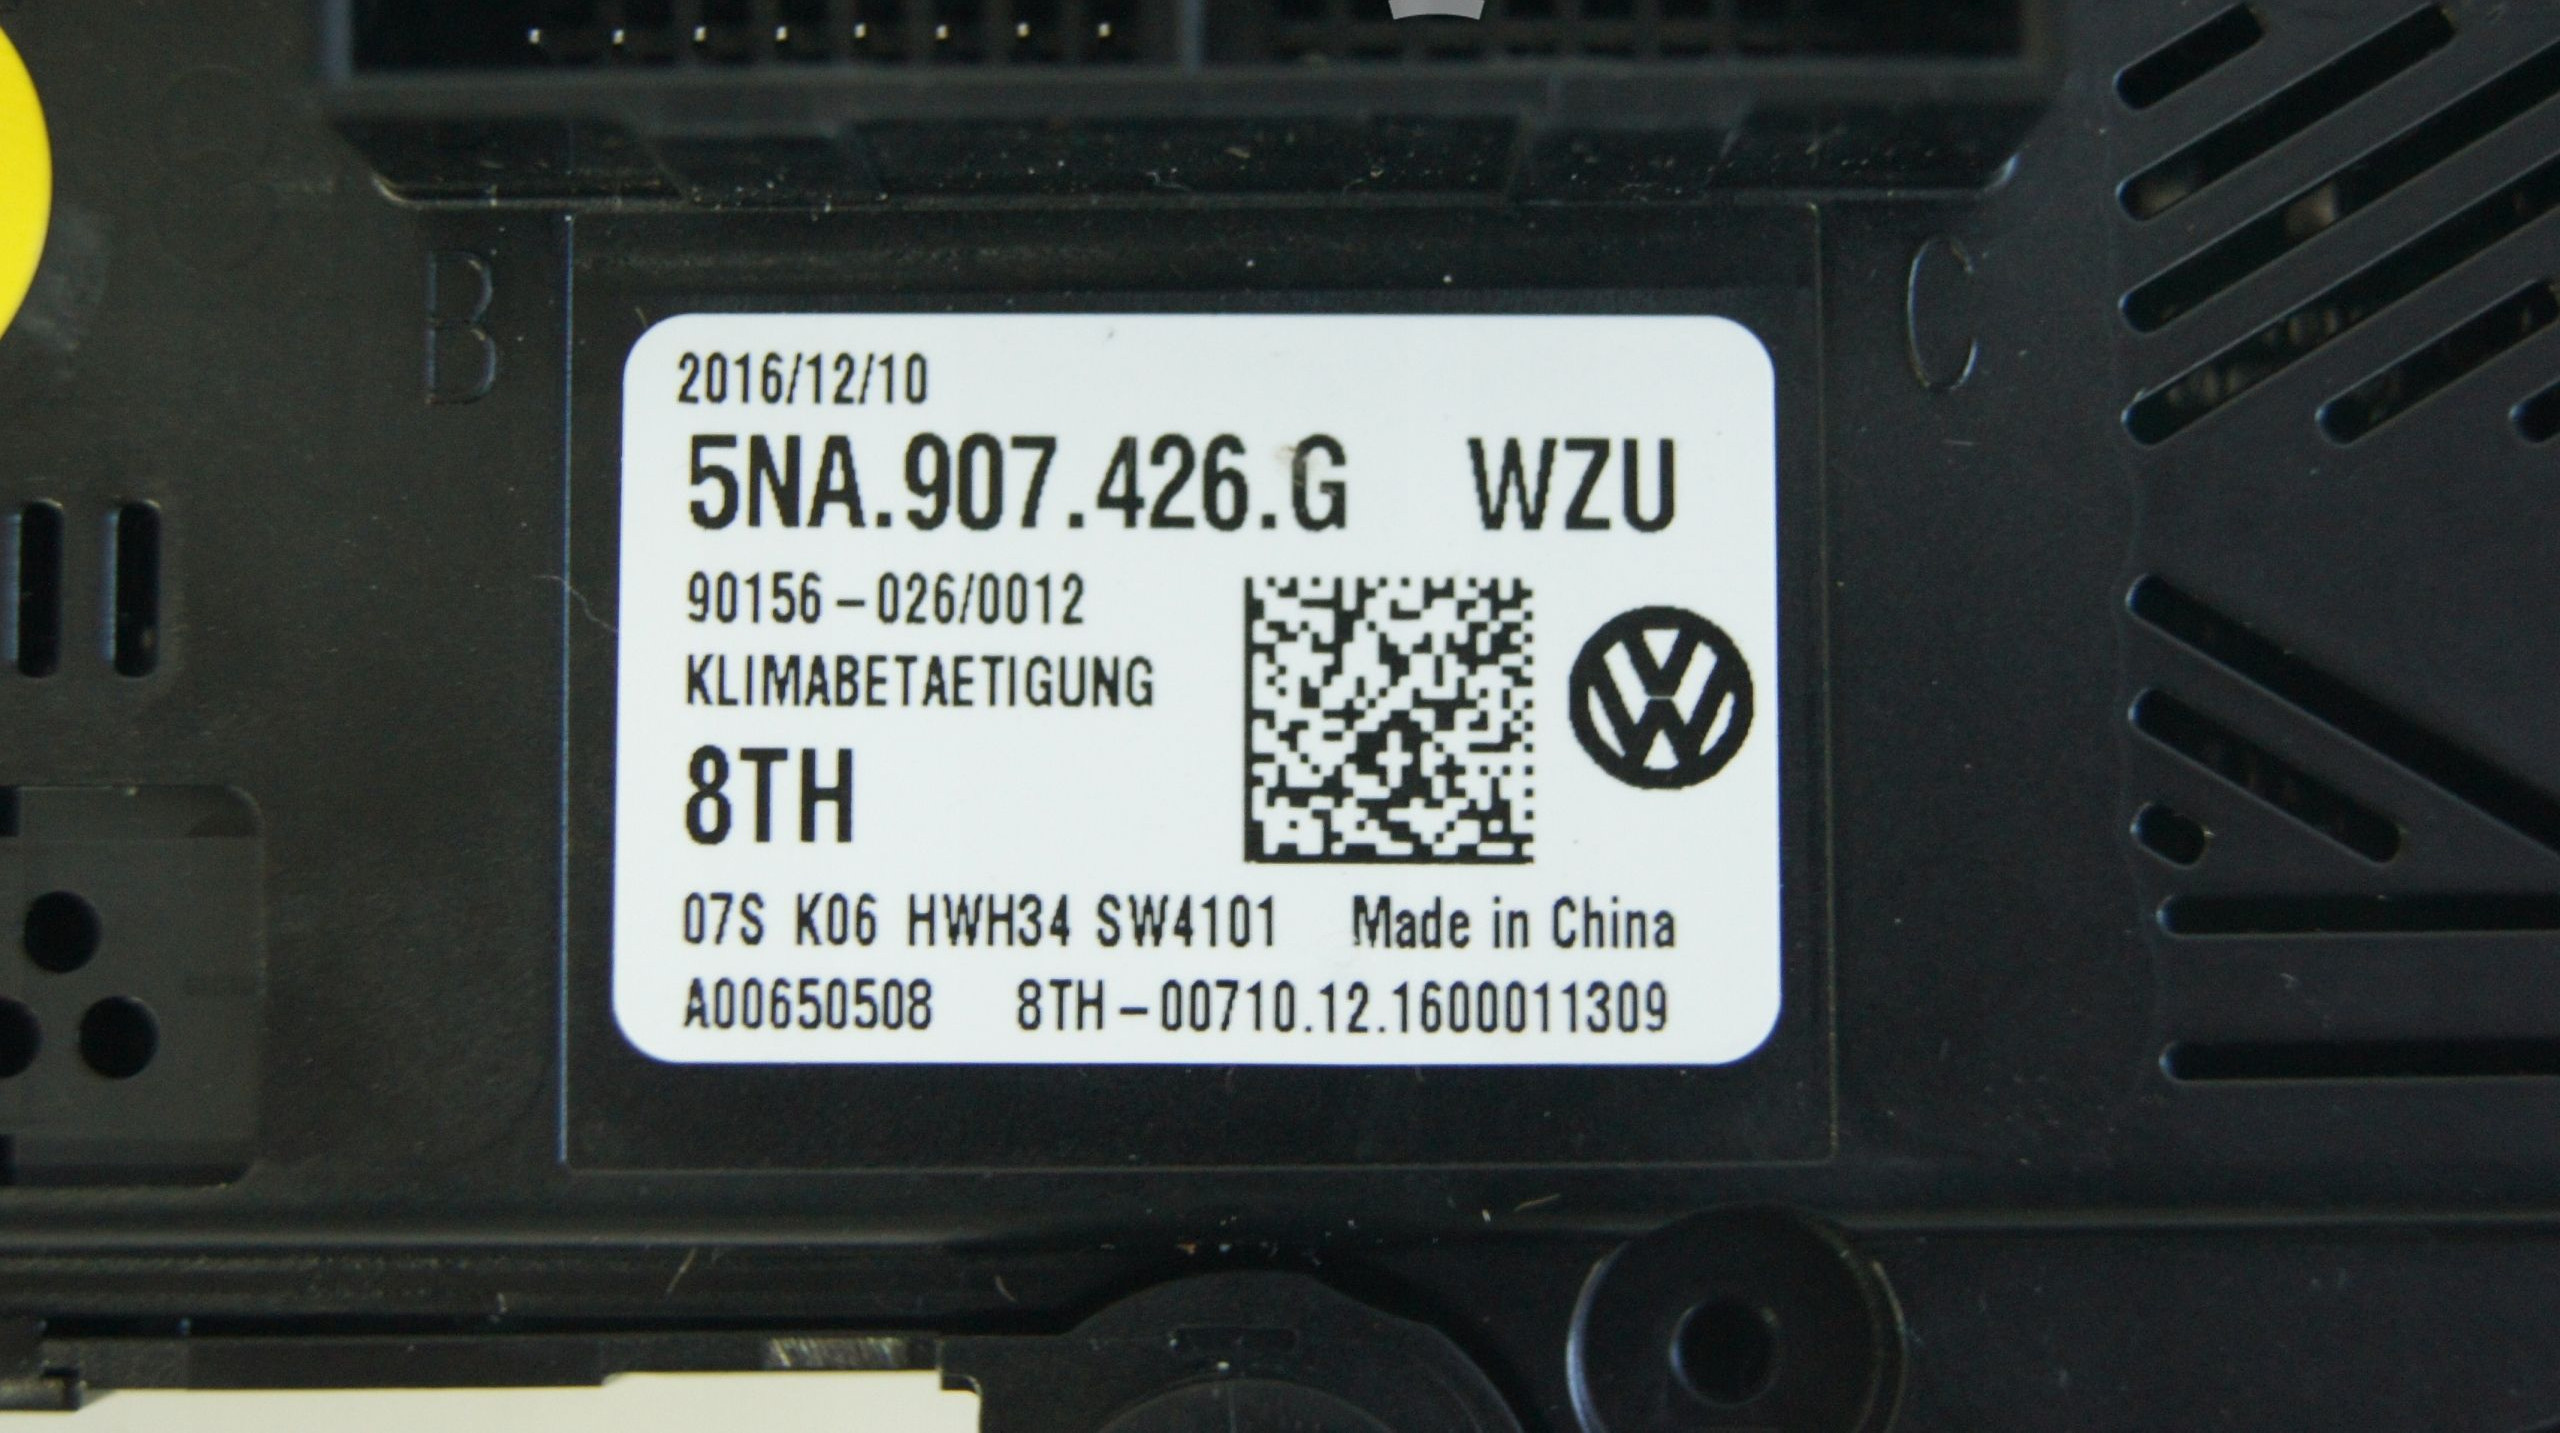 B
C
2016/12/10
5NA.907.426.G WZU
90156-026/0012
KLIMABETAETIGUNG
8TH
07S K06 HWH34 SW4101 Made in China
A00650508 8TH-00710.12.1600011309